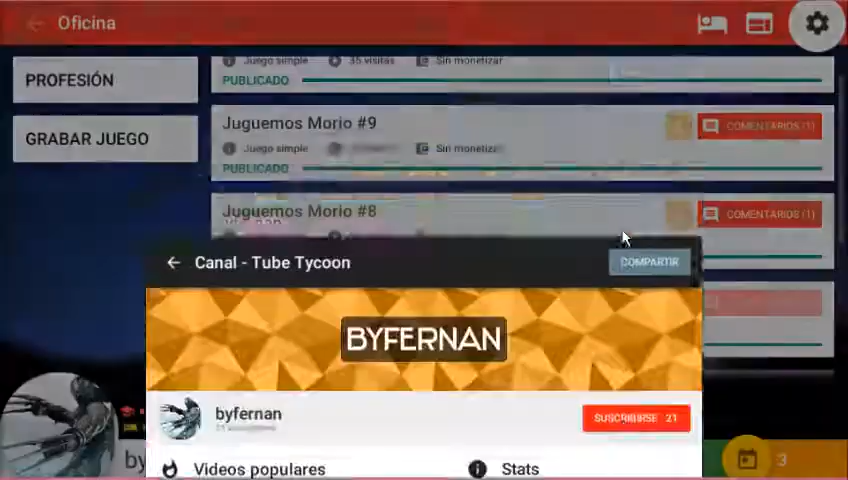 Oficina
PROFESIÓN
GRABAR JUEGO
Juego simple 35 visitas Sin monetizar
PUBLICADO
Juguemos Morio #9
COMENTARIOS (1)
Juego simple Sin monetizar
PUBLICADO
Juguemos Morio #8
COMENTARIOS (1)
Canal - Tube Tycoon
COMPARTIR
BYFERNAN
byfernan
SUSCRIBIRSE 21
Videos populares
Stats
by
3